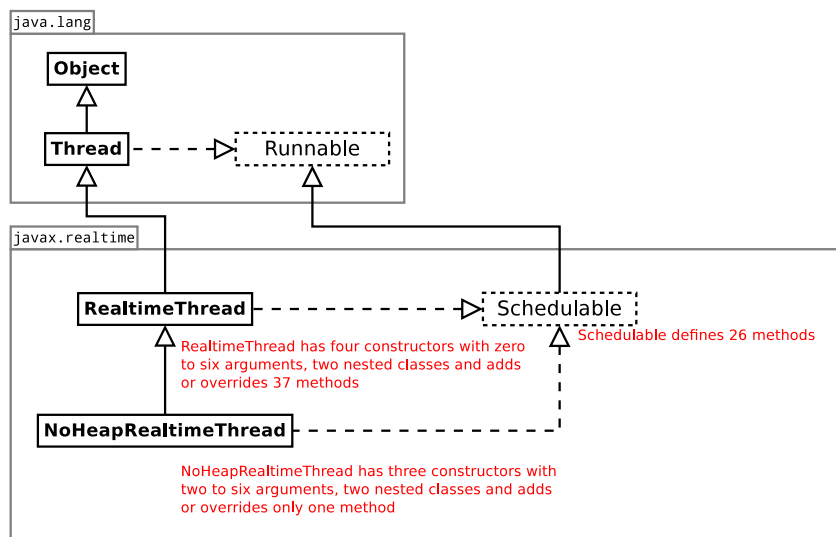 java.lang
Object
Thread
Runnable
javax.realtime
RealtimeThread
Schedulable
Schedulable defines 26 methods
RealtimeThread has four constructors with zero
to six arguments, two nested classes and adds
or overrides 37 methods
NoHeapRealtimeThread
NoHeapRealtimeThread has three constructors with
two to six arguments, two nested classes and adds
or overrides only one method